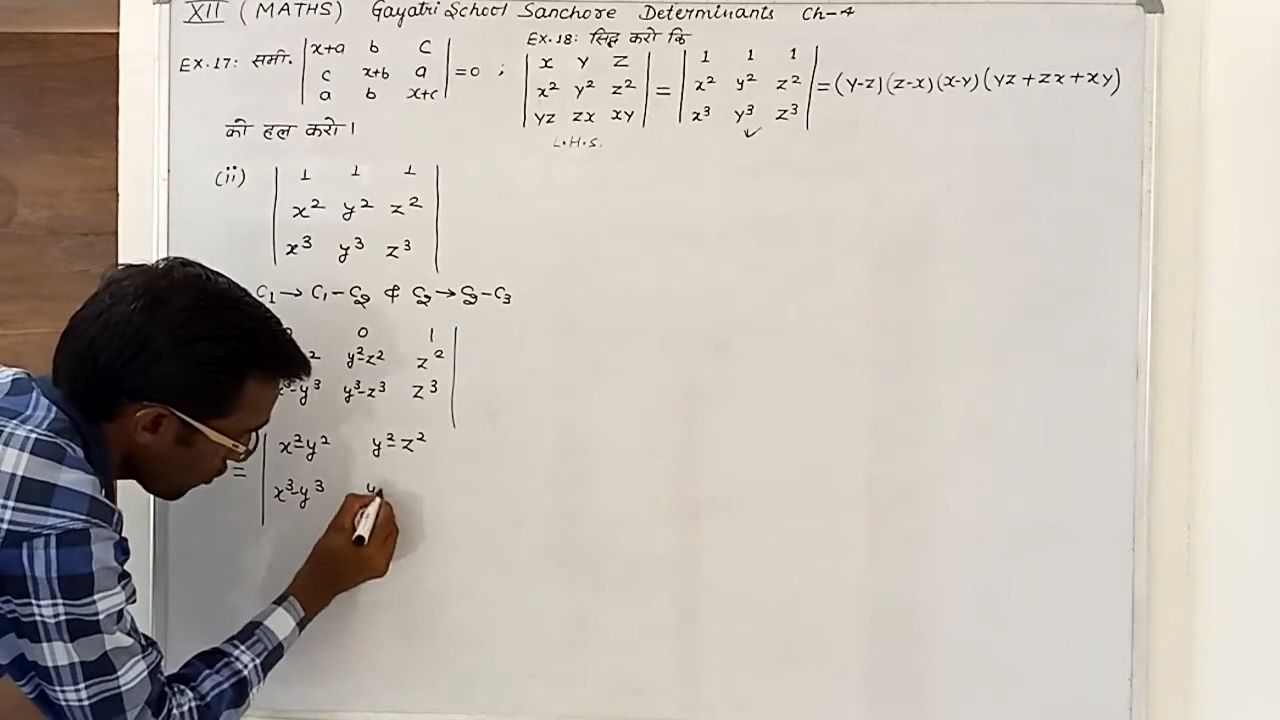 XII (MATHS) Gayatri School Sanchore Determinants Ch-4
EX.17: समी. | x+a b c | = 0 ;
| c x+b a |
| a b x+c |
को हल करो।
EX.18: सिद्ध करो कि
| x y z | = | 1 1 1 | = (y-z)(z-x)(x-y)(yz+zx+xy)
| x² y² z² | | x² y² z² |
| yz zx xy | | x³ y³ z³ |
L.H.S. ✓
(ii) | 1 1 1 |
| x² y² z² |
| x³ y³ z³ |
C₁→C₁-C₂ & C₂→C₂-C₃
0 1 |
y²-z² z² |
x³-y³ y³-z³ z³ |
= | x²-y² y²-z²
| x³-y³ y